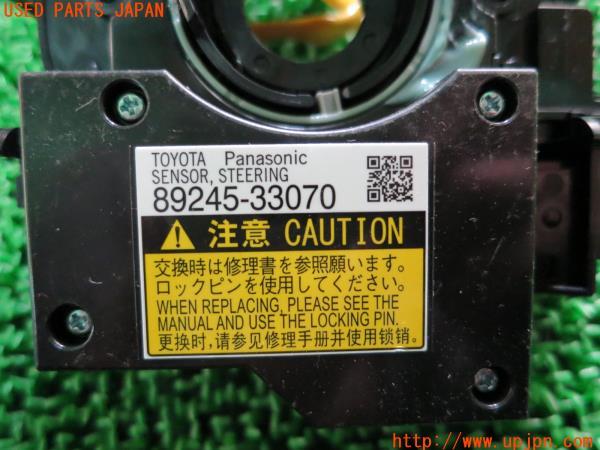 USED PARTS JAPAN
TOYOTA Panasonic
SENSOR, STEERING
89245-33070
注意 CAUTION
交換時は修理書を参照願います。
ロックピンを使用してください。
WHEN REPLACING, PLEASE SEE THE
MANUAL AND USE THE LOCKING PIN.
更换时,请参见修理手册并使用锁销。
http://www.upjpn.com/